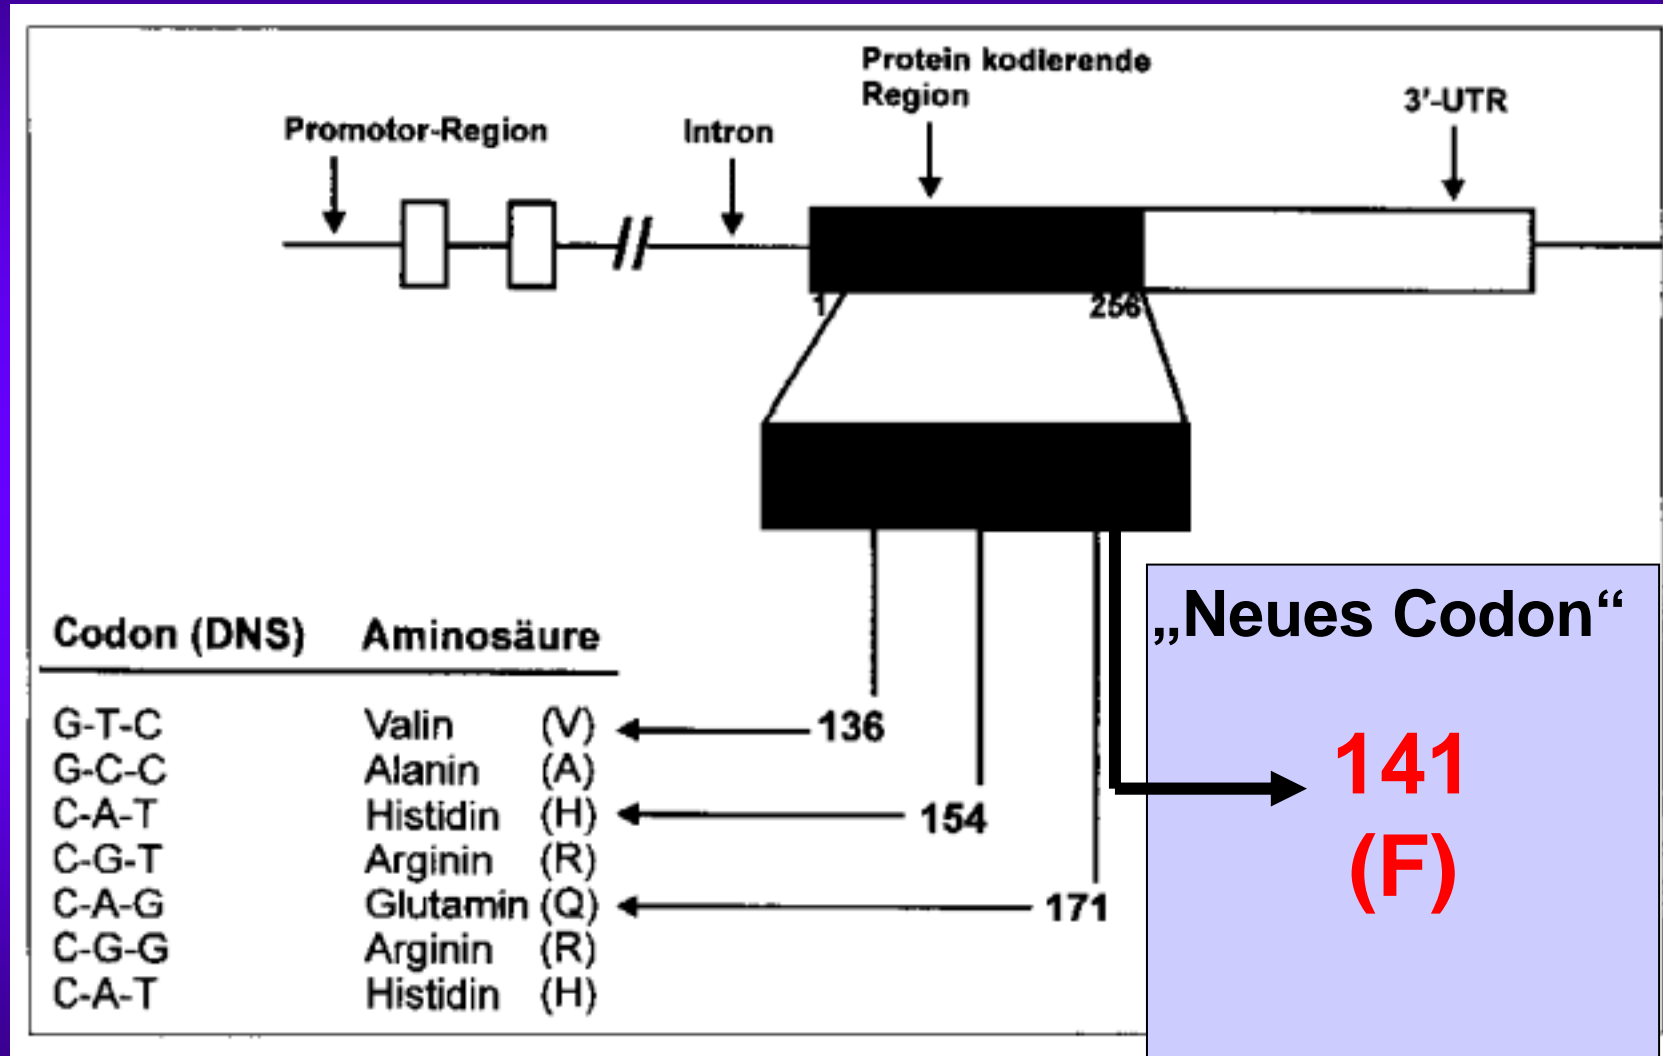 Protein kodierende
Region
3'-UTR
Promotor-Region
Intron
1
256
Codon (DNS) Aminosäure
G-T-C Valin (V) 136
G-C-C Alanin (A)
C-A-T Histidin (H) 154
C-G-T Arginin (R)
C-A-G Glutamin (Q) 171
C-G-G Arginin (R)
C-A-T Histidin (H)
„Neues Codon“
141
(F)